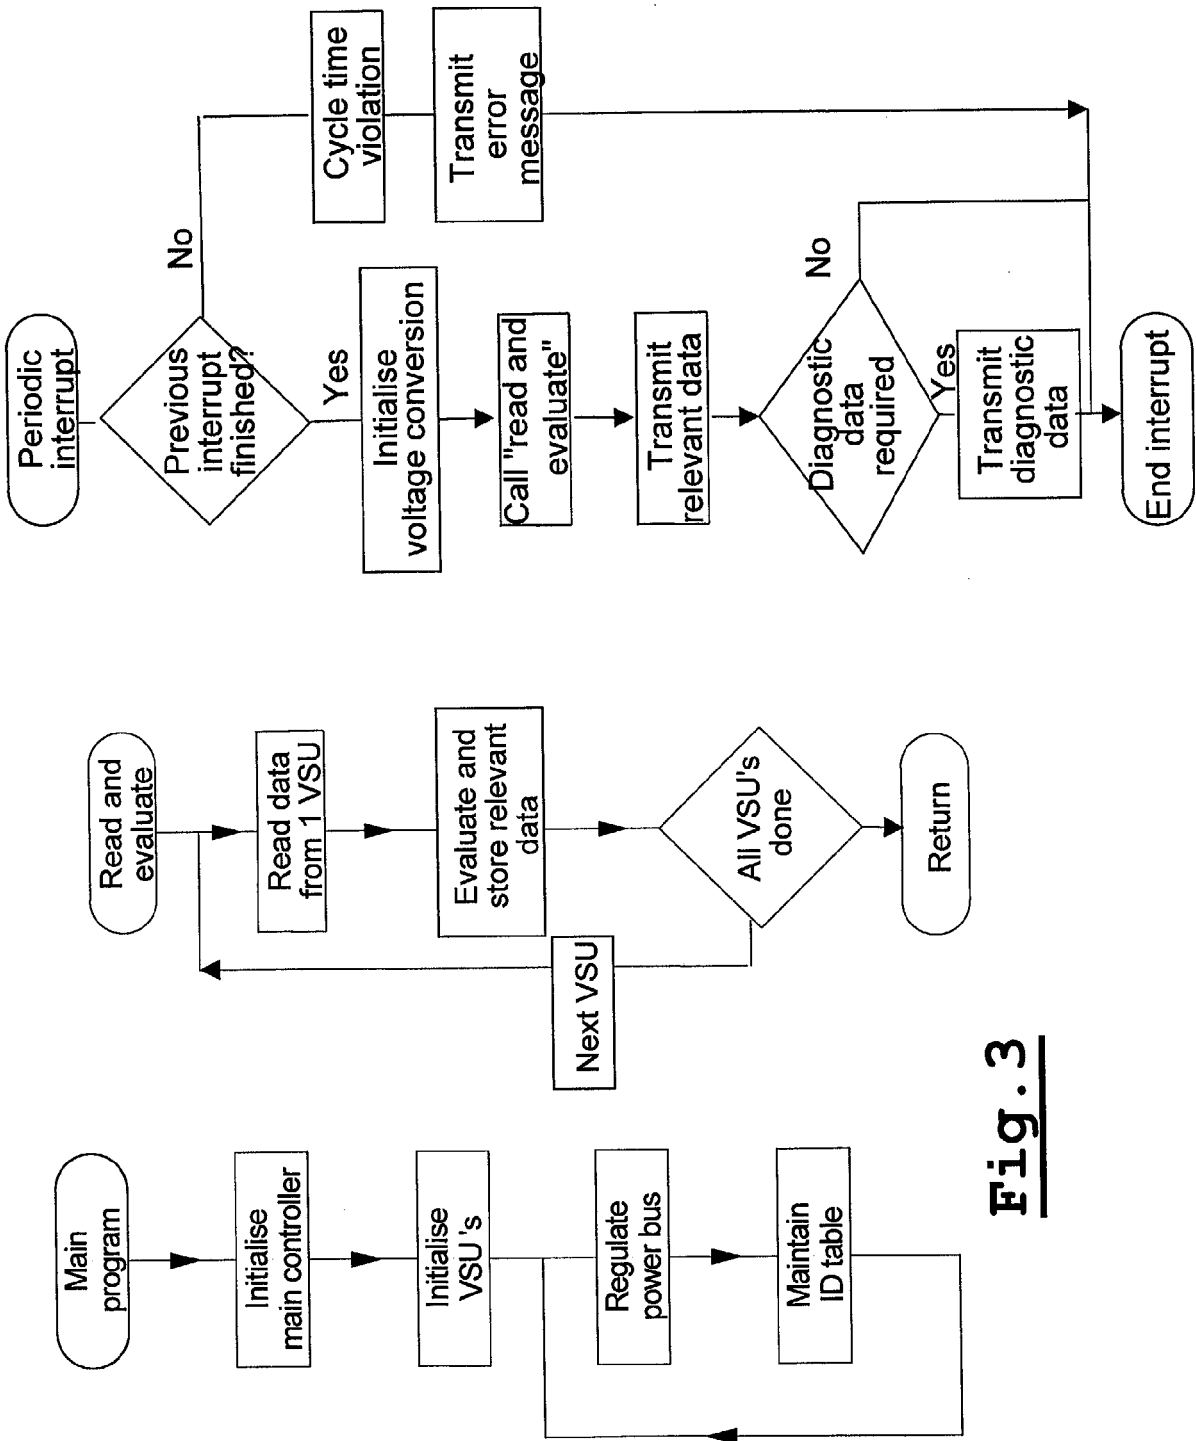 Main
program
Initialise
main controller
Initialise
VSU's
Regulate
power bus
Maintain
ID table
Read and
evaluate
Read data
from 1 VSU
Evaluate and
store relevant
data
All VSU's
done
Next VSU
Return
Periodic
interrupt
Previous
interrupt
finished?
No
Yes
Cycle time
violation
Transmit
error
message
Initialise
voltage conversion
Call "read and
evaluate"
Transmit
relevant data
Diagnostic
data
required
No
Yes
Transmit
diagnostic
data
End interrupt
Fig.3